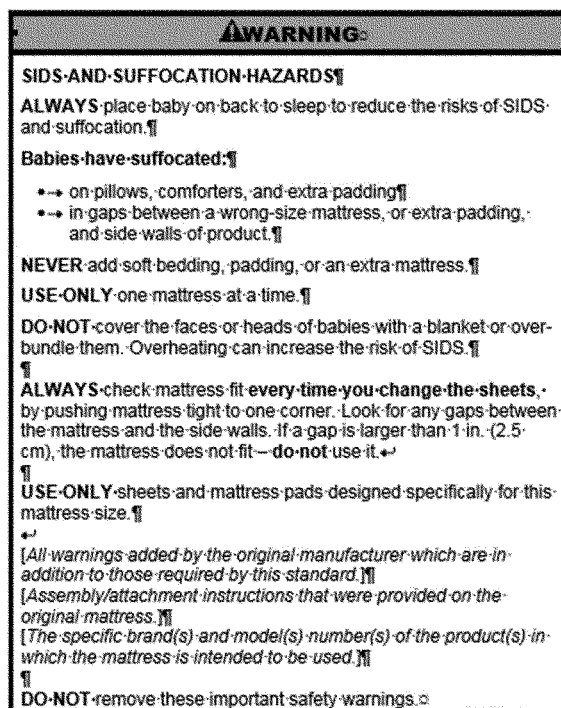 ⚠WARNING
SIDS AND SUFFOCATION HAZARDS¶
ALWAYS place baby on back to sleep to reduce the risks of SIDS
and suffocation.¶
Babies have suffocated:¶
•→ on pillows, comforters, and extra padding¶
•→ in gaps between a wrong-size mattress, or extra padding,
and side walls of product.¶
NEVER add soft bedding, padding, or an extra mattress.¶
USE ONLY one mattress at a time.¶
DO NOT cover the faces or heads of babies with a blanket or over-
bundle them. Overheating can increase the risk of SIDS.¶
¶
ALWAYS check mattress fit every time you change the sheets,
by pushing mattress tight to one corner. Look for any gaps between
the mattress and the side walls. If a gap is larger than 1 in. (2.5
cm), the mattress does not fit – do not use it.↵
¶
USE ONLY sheets and mattress pads designed specifically for this
mattress size.¶
↵
[All warnings added by the original manufacturer which are in
addition to those required by this standard.]¶
[Assembly/attachment instructions that were provided on the
original mattress.]¶
[The specific brand(s) and model(s) number(s) of the product(s) in
which the mattress is intended to be used.]¶
¶
DO NOT remove these important safety warnings.¤